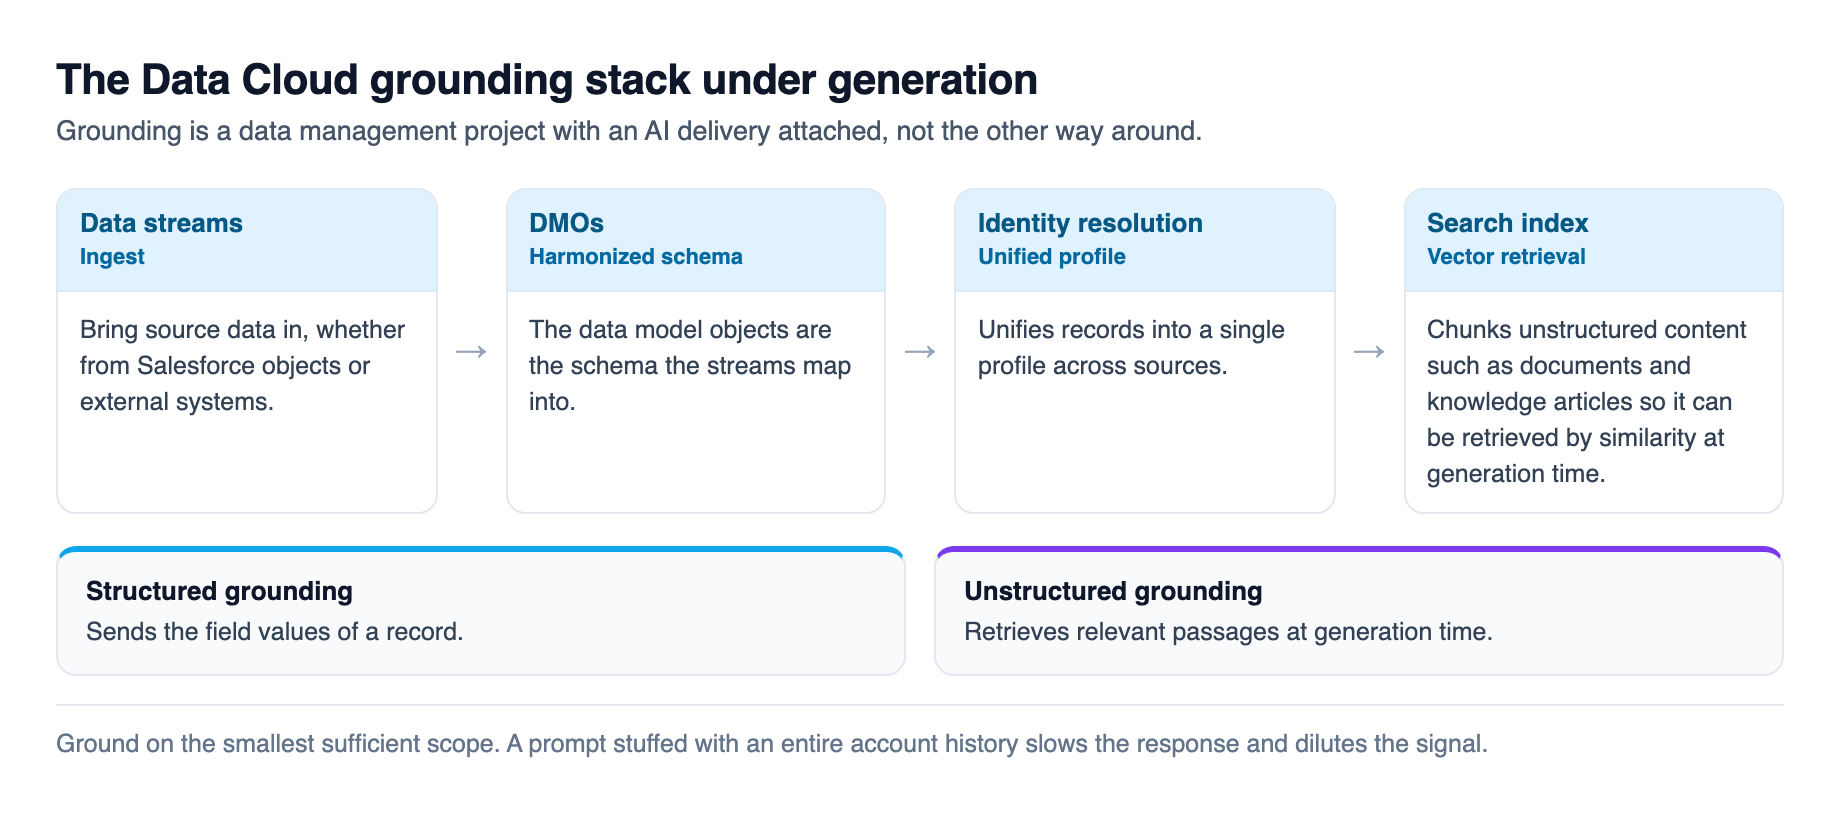 The Data Cloud grounding stack under generation
Grounding is a data management project with an AI delivery attached, not the other way around.
Data streams
Ingest
Bring source data in, whether
from Salesforce objects or
external systems.
→
DMOs
Harmonized schema
The data model objects are
the schema the streams map
into.
→
Identity resolution
Unified profile
Unifies records into a single
profile across sources.
→
Search index
Vector retrieval
Chunks unstructured content
such as documents and
knowledge articles so it can
be retrieved by similarity at
generation time.
Structured grounding
Sends the field values of a record.
Unstructured grounding
Retrieves relevant passages at generation time.
Ground on the smallest sufficient scope. A prompt stuffed with an entire account history slows the response and dilutes the signal.